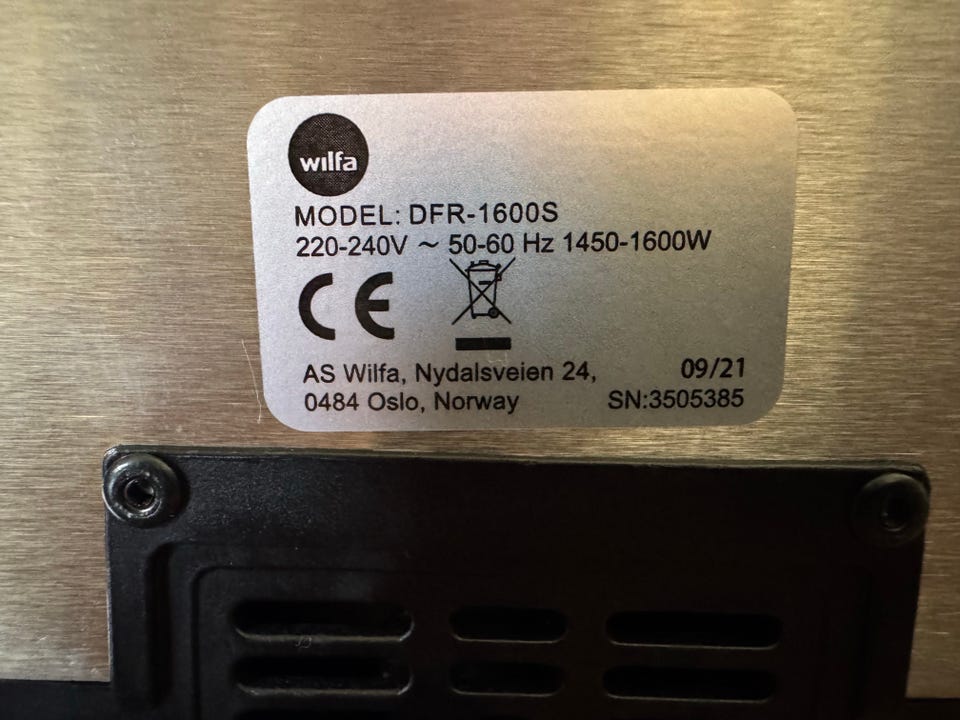 wilfa
MODEL: DFR-1600S
220-240V ~ 50-60 Hz 1450-1600W
CE
AS Wilfa, Nydalsveien 24, 09/21
0484 Oslo, Norway SN:3505385